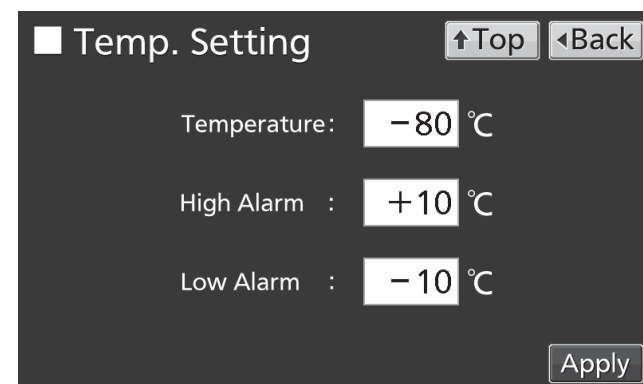 ■ Temp. Setting ↑Top ◂Back
Temperature: −80 ℃
High Alarm : +10 ℃
Low Alarm : −10 ℃
Apply